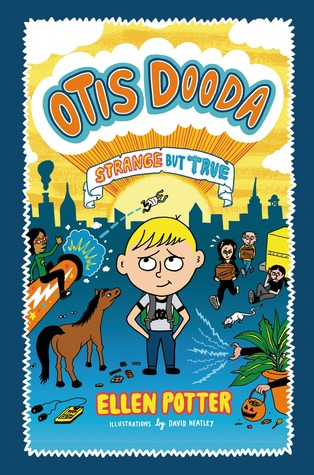 OTIS DOODA
STRANGE BUT TRUE
ELLEN POTTER
ILLUSTRATIONS by DAVID HEATLEY